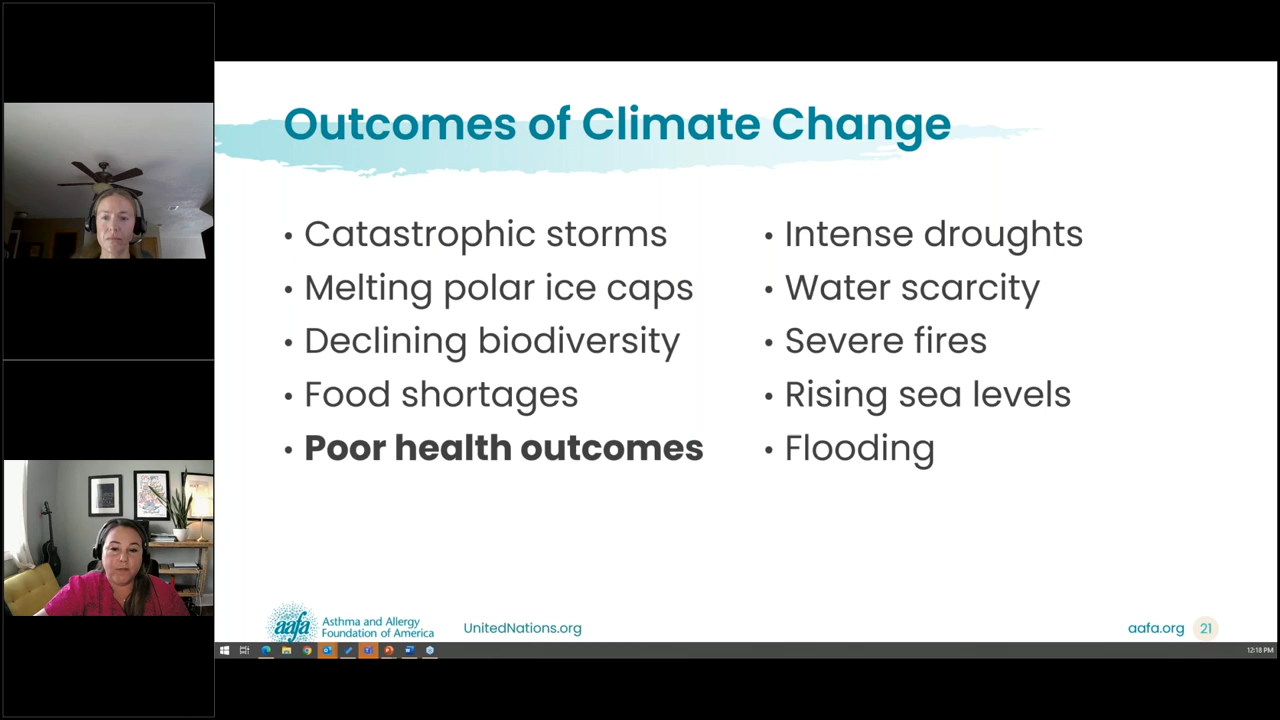 Outcomes of Climate Change
• Catastrophic storms
• Melting polar ice caps
• Declining biodiversity
• Food shortages
• Poor health outcomes
• Intense droughts
• Water scarcity
• Severe fires
• Rising sea levels
• Flooding
aafa
Asthma and Allergy
Foundation of America
UnitedNations.org
aafa.org 21
12:18 PM